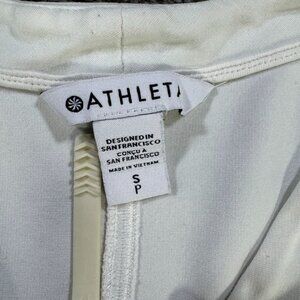 ATHLETA
DESIGNED IN
SAN FRANCISCO
CONÇU A
SAN FRANCISCO
MADE IN VIETNAM
S
P